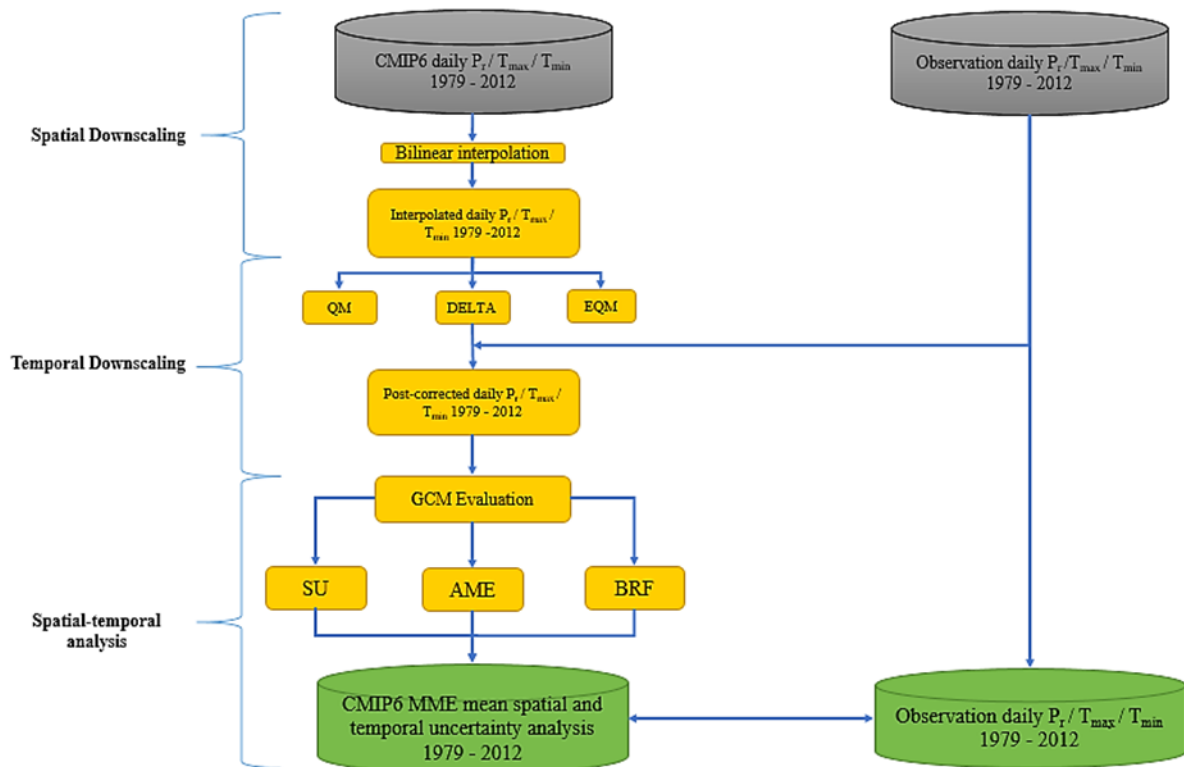 CMIP6 daily Pr / Tmax / Tmin
1979 - 2012
Observation daily Pr /Tmax / Tmin
1979 - 2012
Spatial Downscaling
Bilinear interpolation
Interpolated daily Pr / Tmax /
Tmin 1979 -2012
QM
DELTA
EQM
Temporal Downscaling
Post-corrected daily Pr / Tmax /
Tmin 1979 - 2012
GCM Evaluation
SU
AME
BRF
Spatial-temporal
analysis
CMIP6 MME mean spatial and
temporal uncertainty analysis
1979 - 2012
Observation daily Pr / Tmax / Tmin
1979 - 2012